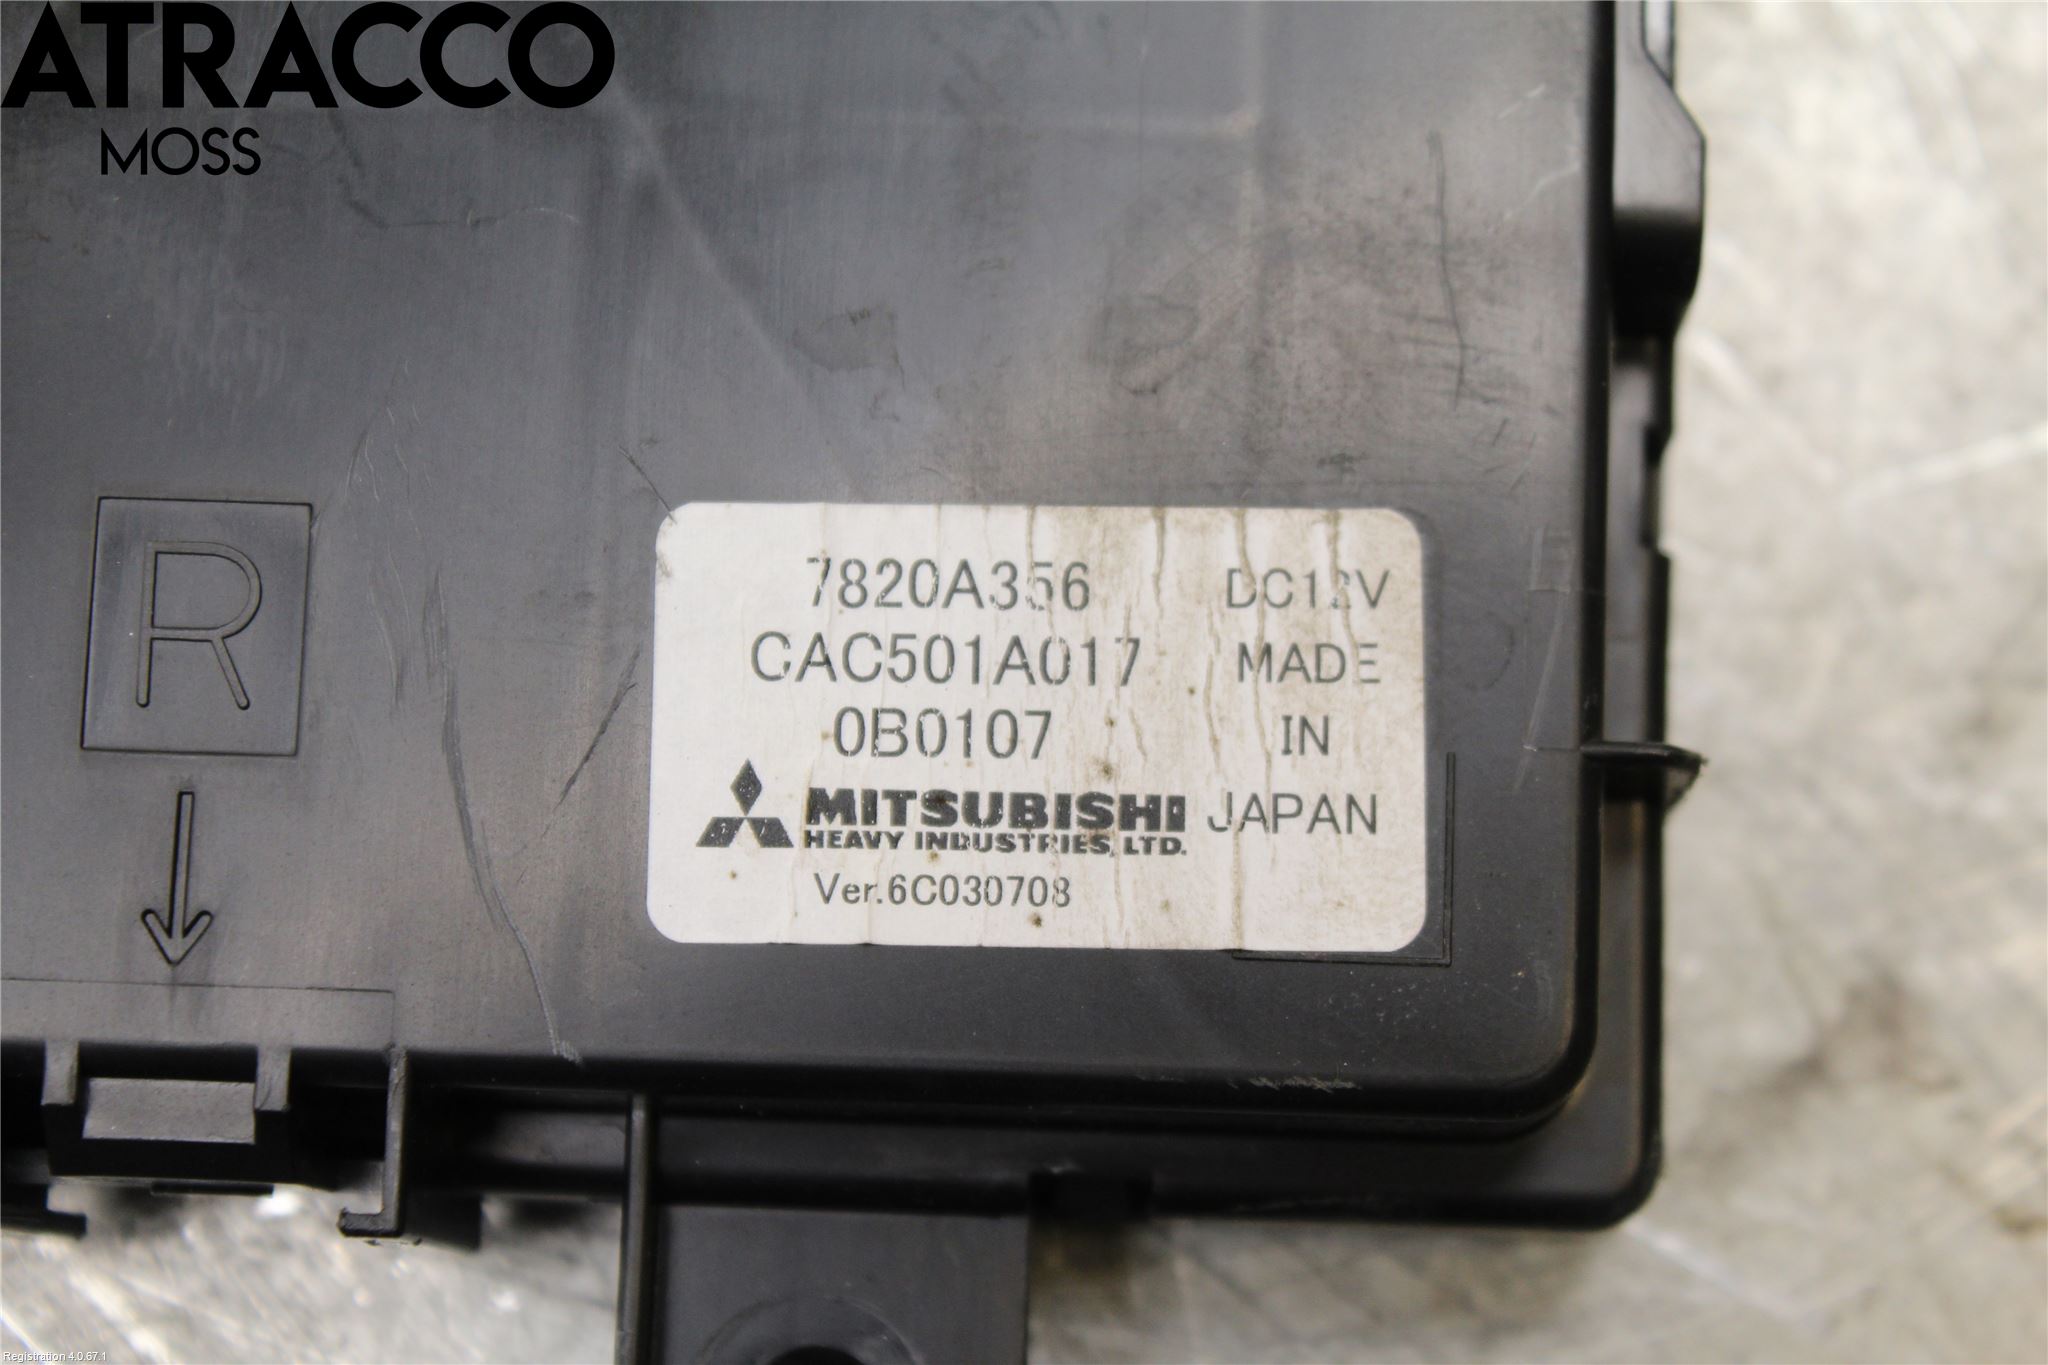 ATRACCO
MOSS
R
7820A356 DC12V
CAC501A017 MADE
0B0107 IN
MITSUBISHI JAPAN
HEAVY INDUSTRIES, LTD.
Ver.6C030708
Registration 4.0.67.1